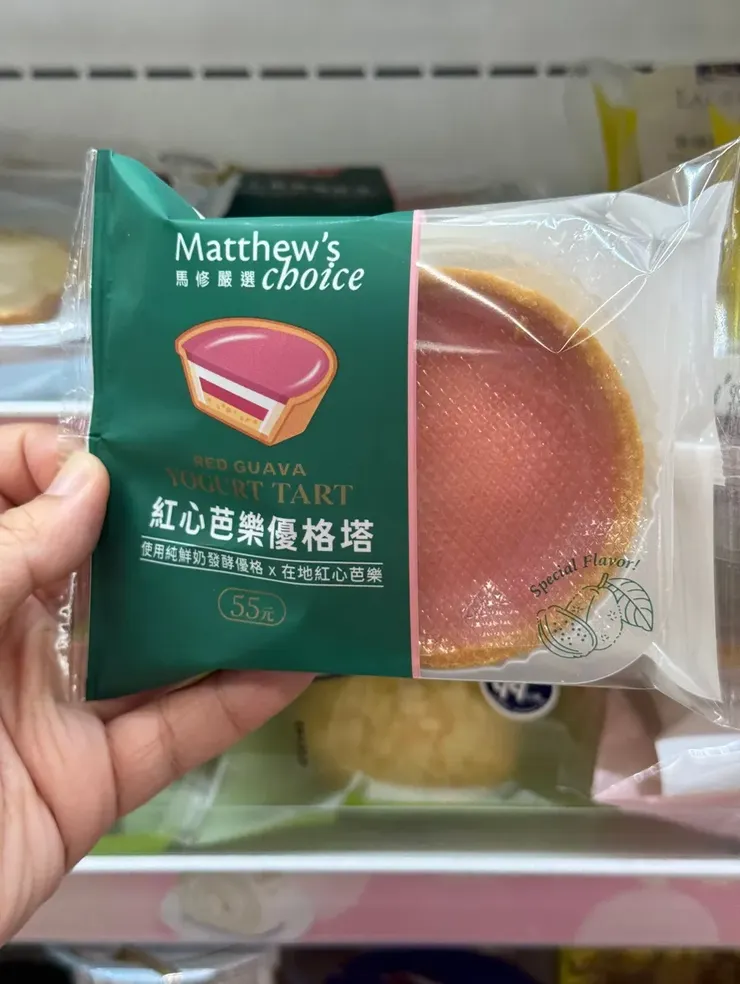 Matthew's
馬修嚴選 choice
RED GUAVA
YOGURT TART
紅心芭樂優格塔
使用純鮮奶發酵優格 x 在地紅心芭樂
55元
Special Flavor!